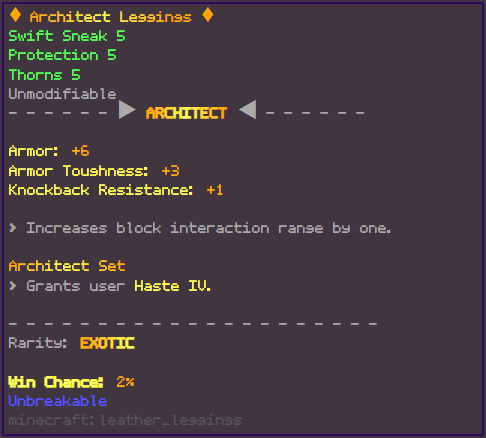 ♦ Architect Leggings ♦
Swift Sneak 5
Protection 5
Thorns 5
Unmodifiable
- - - - - - ▶ ARCHITECT ◀ - - - - - -
Armor: +6
Armor Toughness: +3
Knockback Resistance: +1
> Increases block interaction range by one.
Architect Set
> Grants user Haste IV.
- - - - - - - - - - - - - - - - - - - - - - -
Rarity: EXOTIC
Win Chance: 2%
Unbreakable
minecraft:leather_leggings